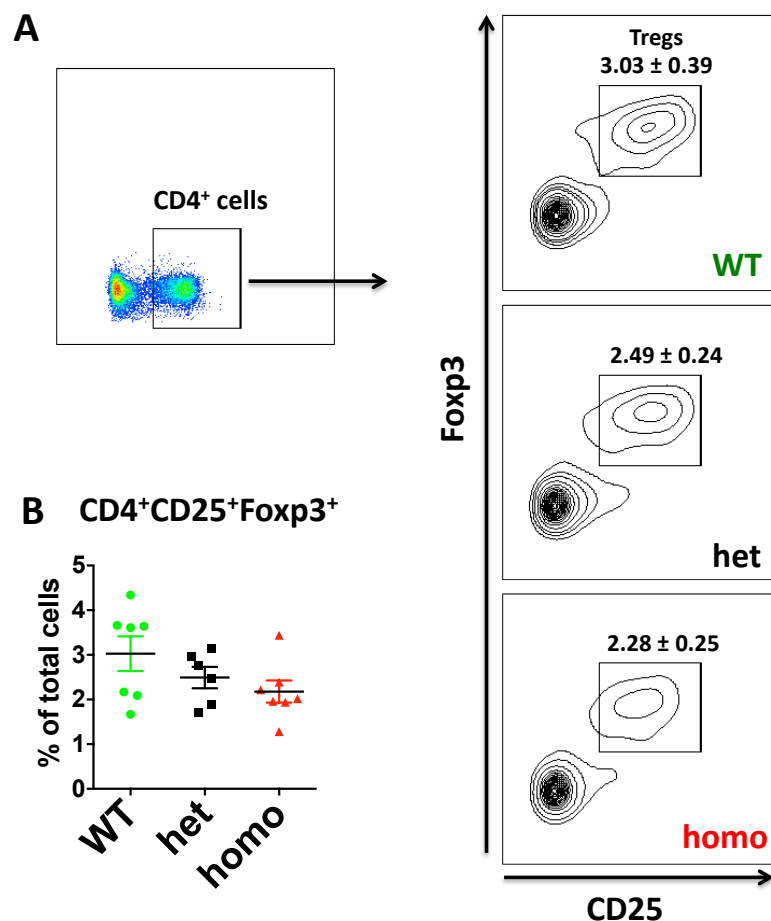 A
CD4⁺ cells
Foxp3
Tregs
3.03 ± 0.39
WT
2.49 ± 0.24
het
2.28 ± 0.25
homo
CD25
B CD4⁺CD25⁺Foxp3⁺
% of total cells
5
4
3
2
1
0
WT
het
homo